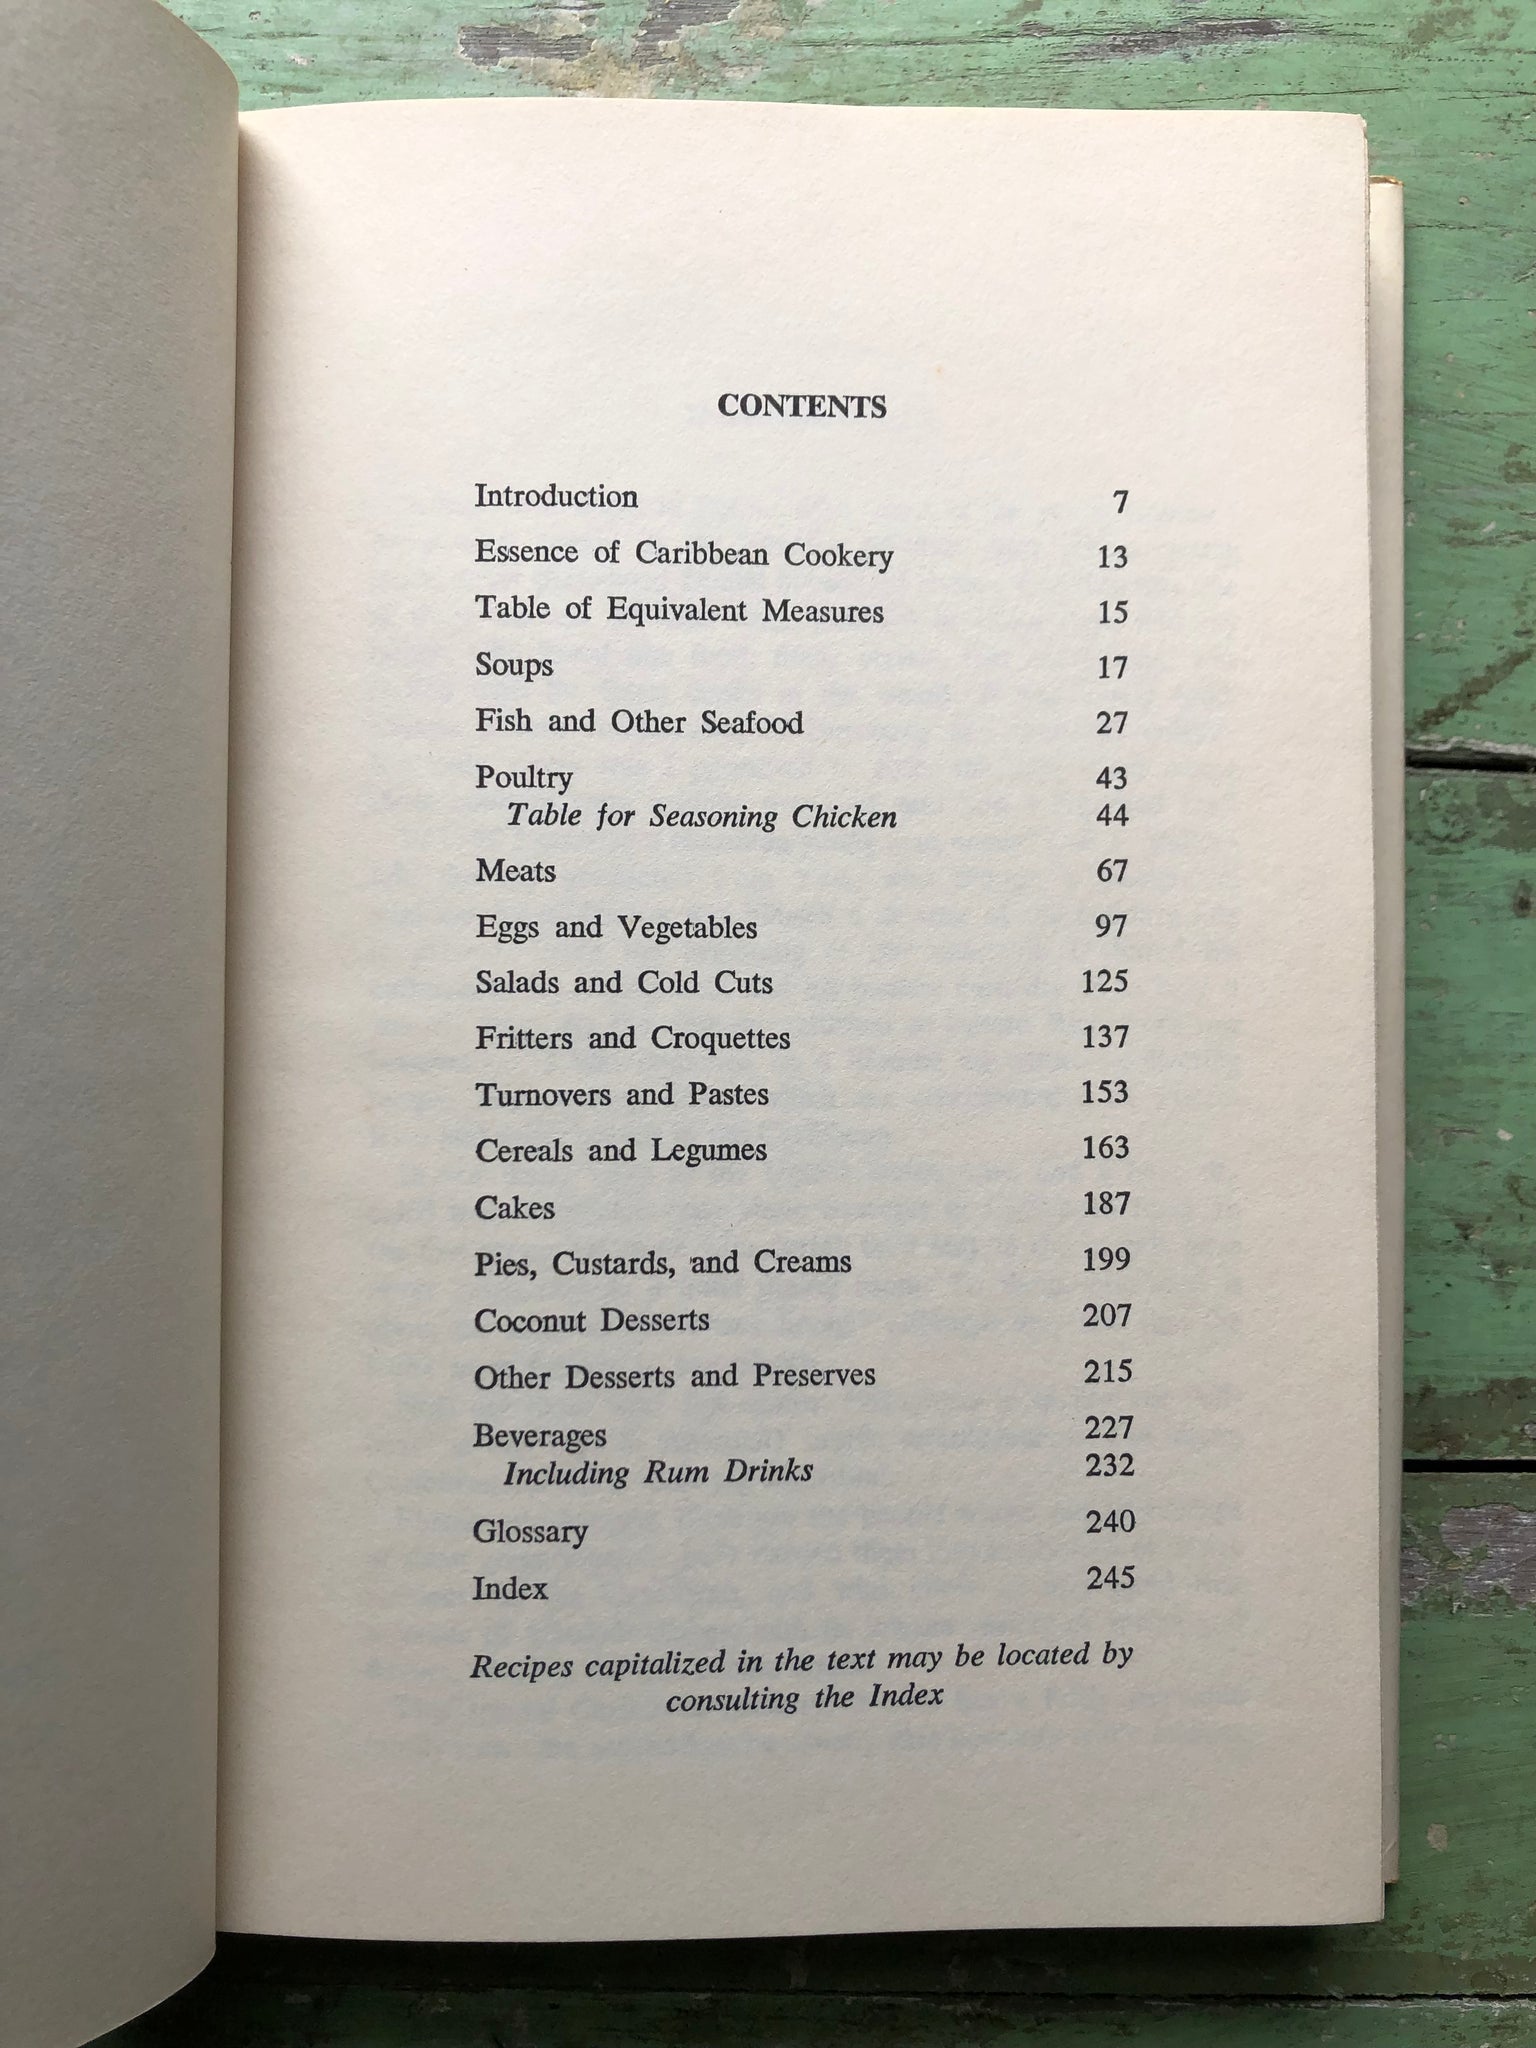 CONTENTS
Introduction 7
Essence of Caribbean Cookery 13
Table of Equivalent Measures 15
Soups 17
Fish and Other Seafood 27
Poultry 43
Table for Seasoning Chicken 44
Meats 67
Eggs and Vegetables 97
Salads and Cold Cuts 125
Fritters and Croquettes 137
Turnovers and Pastes 153
Cereals and Legumes 163
Cakes 187
Pies, Custards, and Creams 199
Coconut Desserts 207
Other Desserts and Preserves 215
Beverages 227
Including Rum Drinks 232
Glossary 240
Index 245
Recipes capitalized in the text may be located by
consulting the Index